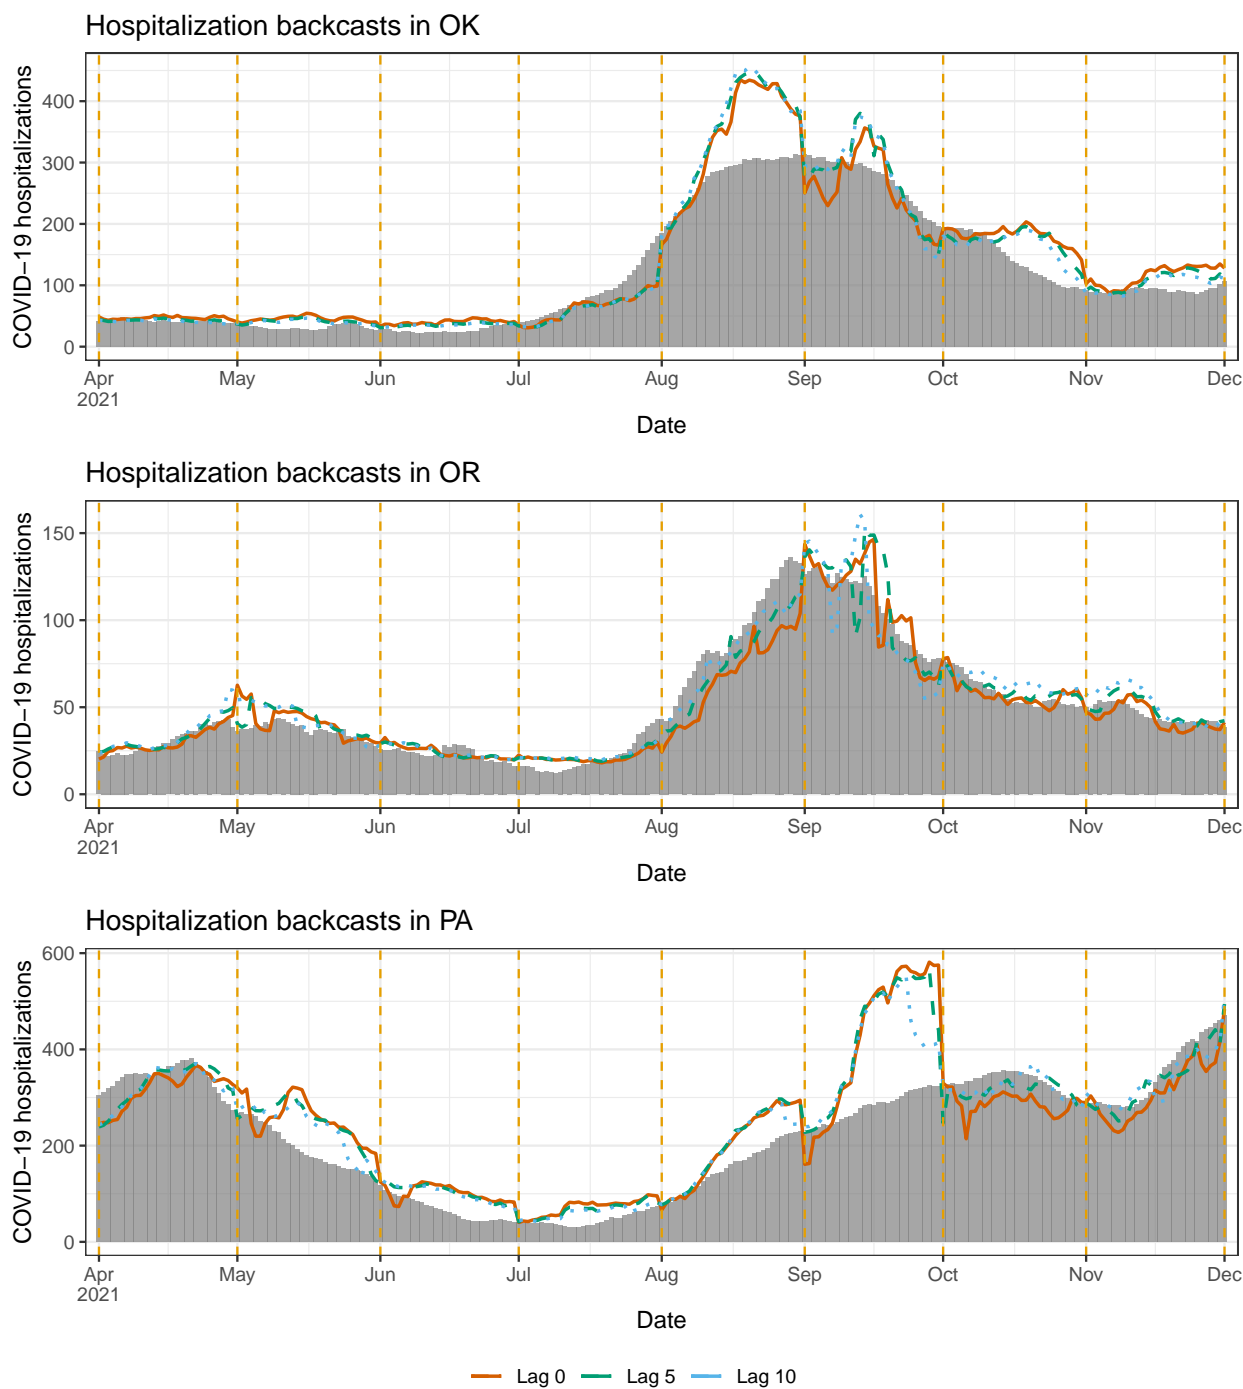 Hospitalization backcasts in OK
COVID−19 hospitalizations
400
300
200
100
0
Apr
2021
May
Jun
Jul
Aug
Sep
Oct
Nov
Dec
Date
Hospitalization backcasts in OR
COVID−19 hospitalizations
150
100
50
0
Apr
2021
May
Jun
Jul
Aug
Sep
Oct
Nov
Dec
Date
Hospitalization backcasts in PA
COVID−19 hospitalizations
600
400
200
0
Apr
2021
May
Jun
Jul
Aug
Sep
Oct
Nov
Dec
Date
Lag 0
Lag 5
Lag 10